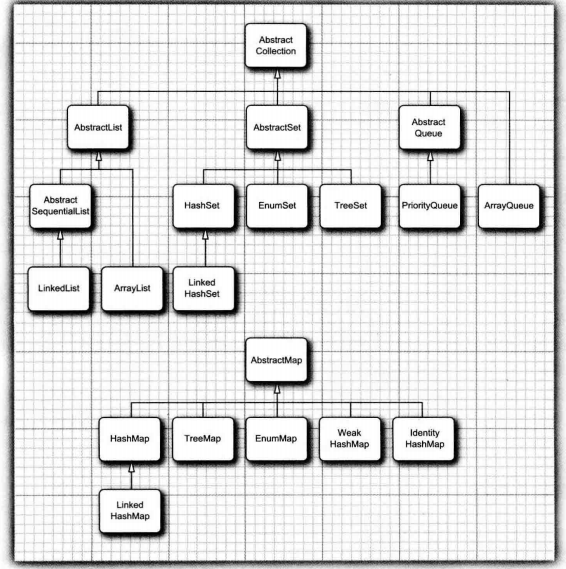 Abstract
Collection
AbstractList
AbstractSet
Abstract
Queue
Abstract
SequentialList
HashSet
EnumSet
TreeSet
PriorityQueue
ArrayQueue
LinkedList
ArrayList
Linked
HashSet
AbstractMap
HashMap
TreeMap
EnumMap
Weak
HashMap
Identity
HashMap
Linked
HashMap